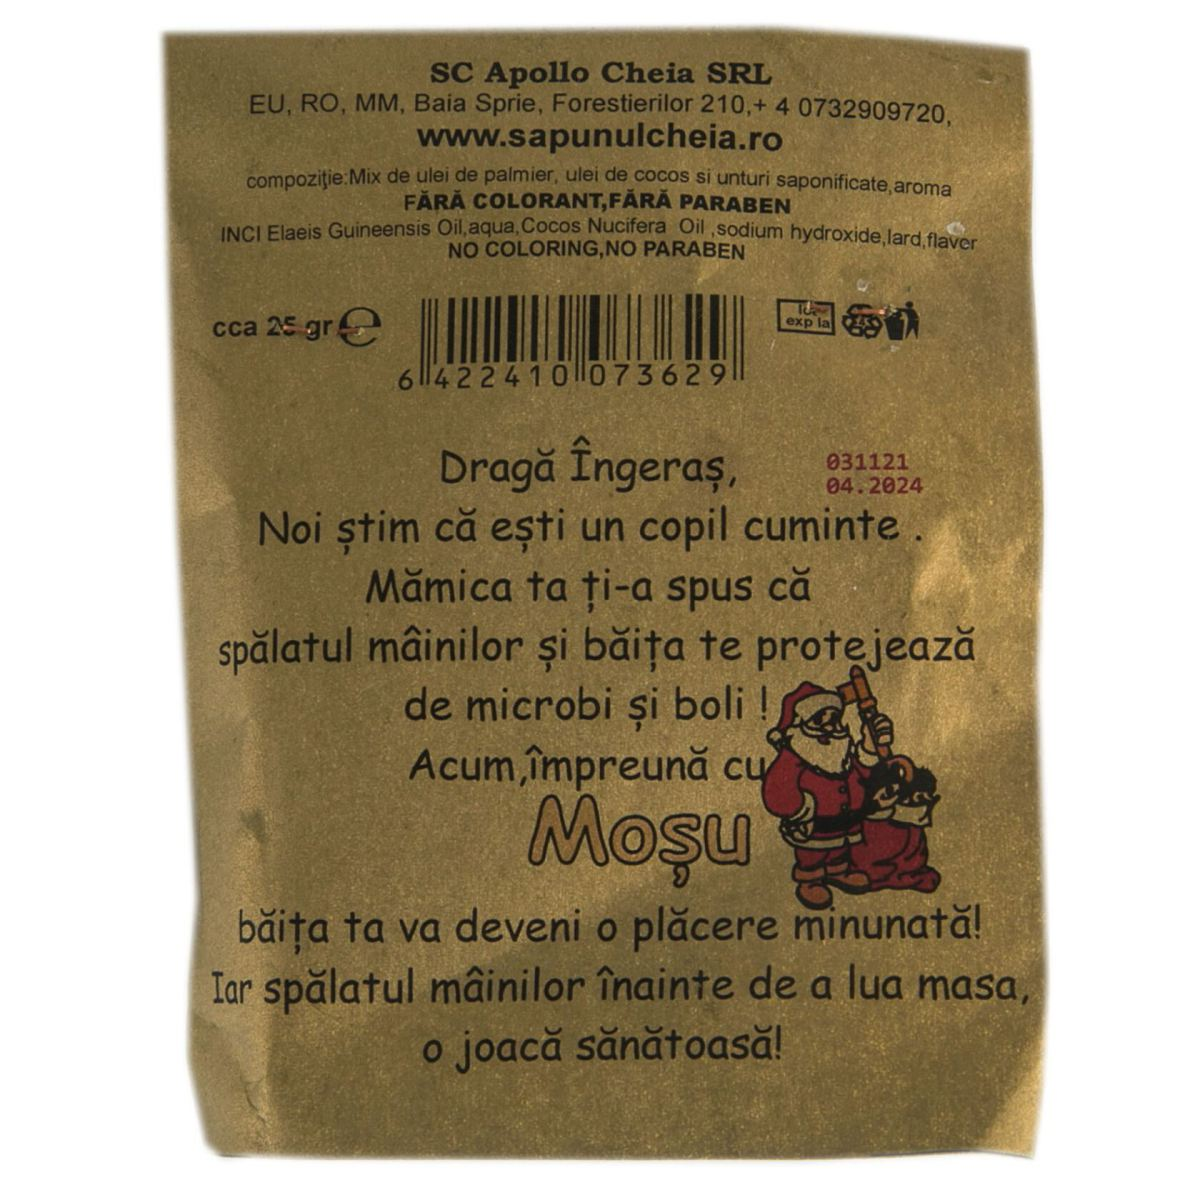 SC Apollo Cheia SRL
EU, RO, MM, Baia Sprie, Forestierilor 210,+ 4 0732909720,
www.sapunulcheia.ro
compoziţie:Mix de ulei de palmier, ulei de cocos si unturi saponificate,aroma
FĂRĂ COLORANT,FĂRĂ PARABEN
INCI Elaeis Guineensis Oil,aqua,Cocos Nucifera Oil ,sodium hydroxide,lard,flaver
NO COLORING,NO PARABEN
cca 25 gr e
exp la
6 422410 073629
Dragă Îngeraș,
031121
04.2024
Noi știm că ești un copil cuminte .
Mămica ta ți-a spus că
spălatul mâinilor și băița te protejează
de microbi și boli !
Acum,împreună cu
Moșu
băița ta va deveni o plăcere minunată!
Iar spălatul mâinilor înainte de a lua masa,
o joacă sănătoasă!